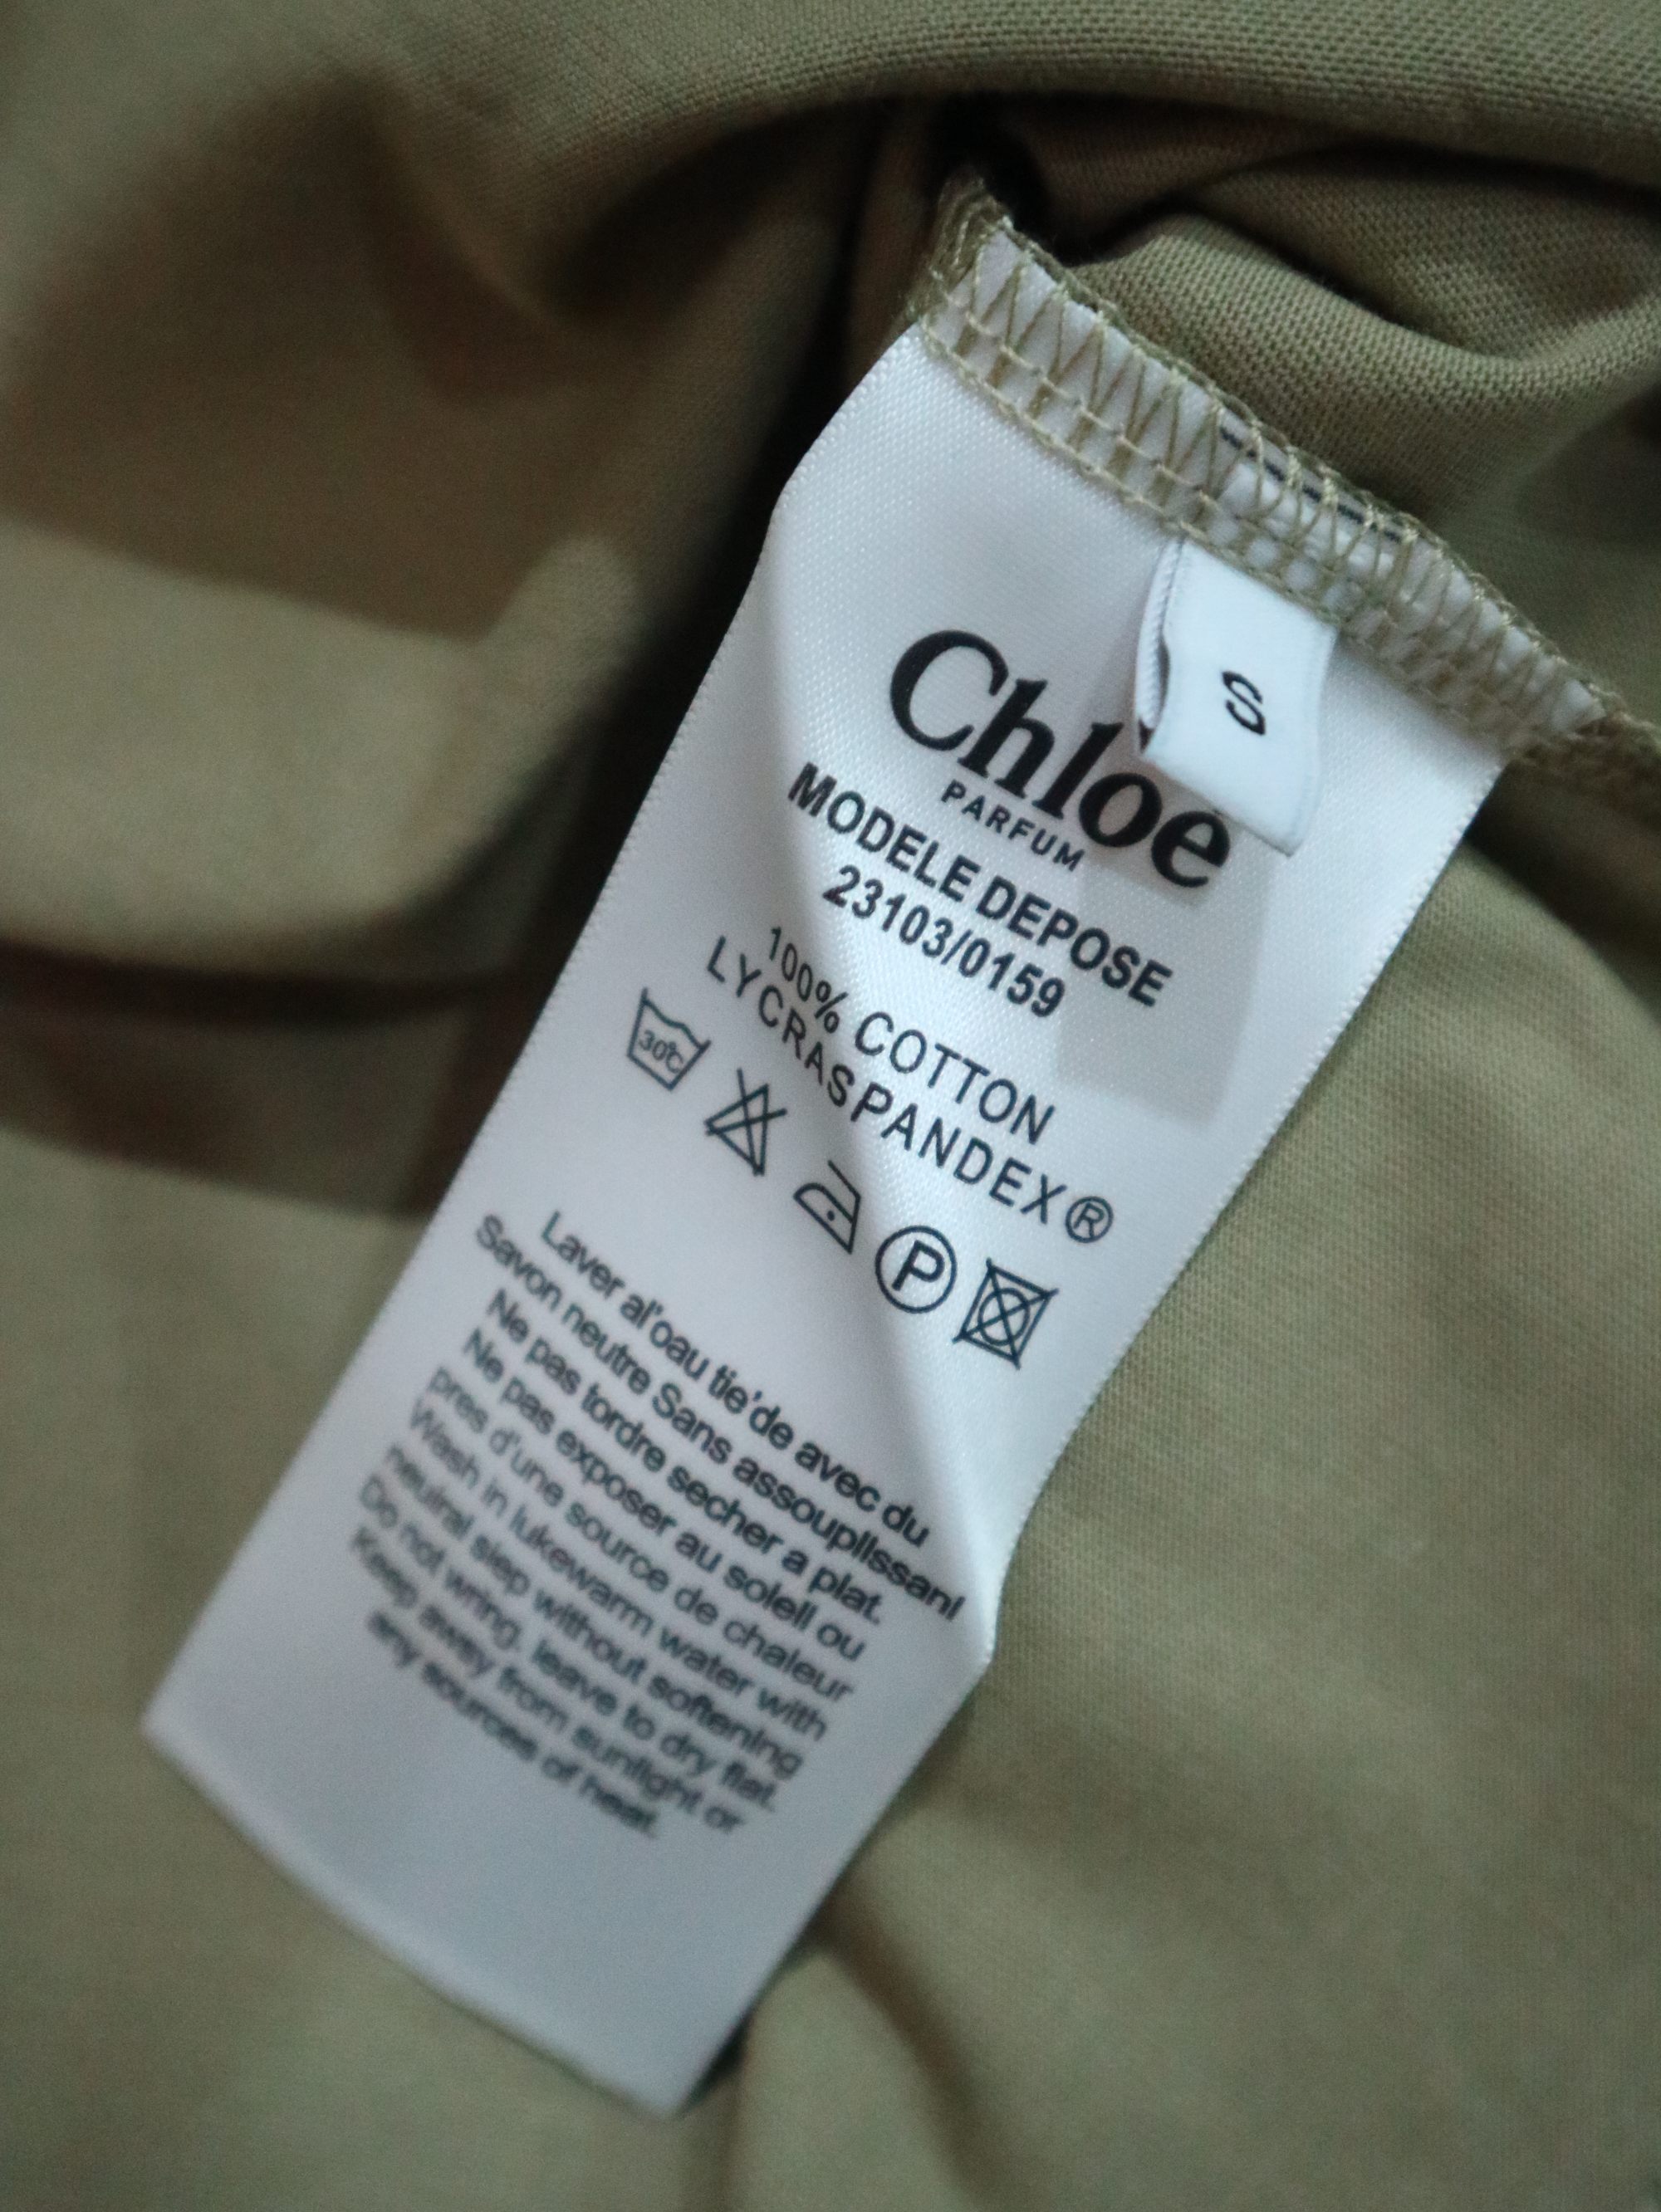 S
Chloe
PARFUM
MODELE DEPOSE
23103/0159
100% COTTON
LYCRASPANDEX®
30℃
P
Laver al'oau tie'de avec du
Savon neutre Sans assouplIssanl
Ne pas tordre secher a plat.
Ne pas exposer au soleIl ou
pres d'une source de chaleur
Wash in lukewarm water with
neutral step without softening
Do not wring, leave to dry flat.
Keep away from sunlight or
any sources of heat.